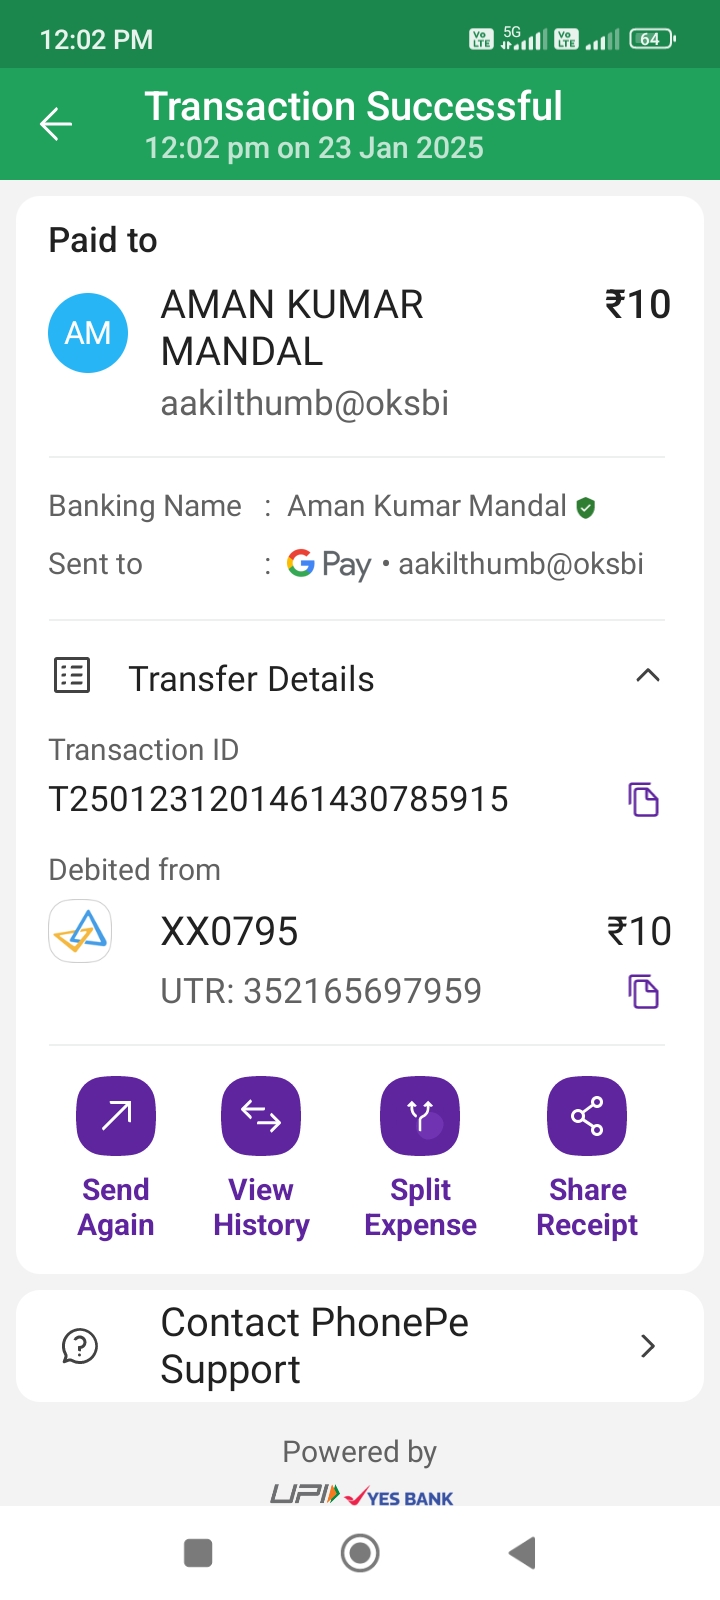 12:02 PM
Vo LTE 5G Vo LTE 64
Transaction Successful
12:02 pm on 23 Jan 2025
Paid to
AM
AMAN KUMAR ₹10
MANDAL
aakilthumb@oksbi
Banking Name : Aman Kumar Mandal
Sent to : G Pay • aakilthumb@oksbi
Transfer Details
Transaction ID
T2501231201461430785915
Debited from
XX0795 ₹10
UTR: 352165697959
Send Again
View History
Split Expense
Share Receipt
Contact PhonePe
Support
Powered by
UPI YES BANK